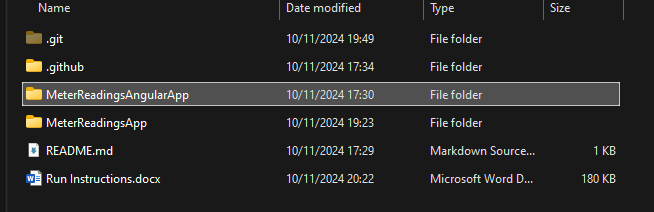 Name Date modified Type Size
.git 10/11/2024 19:49 File folder
.github 10/11/2024 17:34 File folder
MeterReadingsAngularApp 10/11/2024 17:30 File folder
MeterReadingsApp 10/11/2024 19:23 File folder
README.md 10/11/2024 17:29 Markdown Source... 1 KB
Run Instructions.docx 10/11/2024 20:22 Microsoft Word D... 180 KB